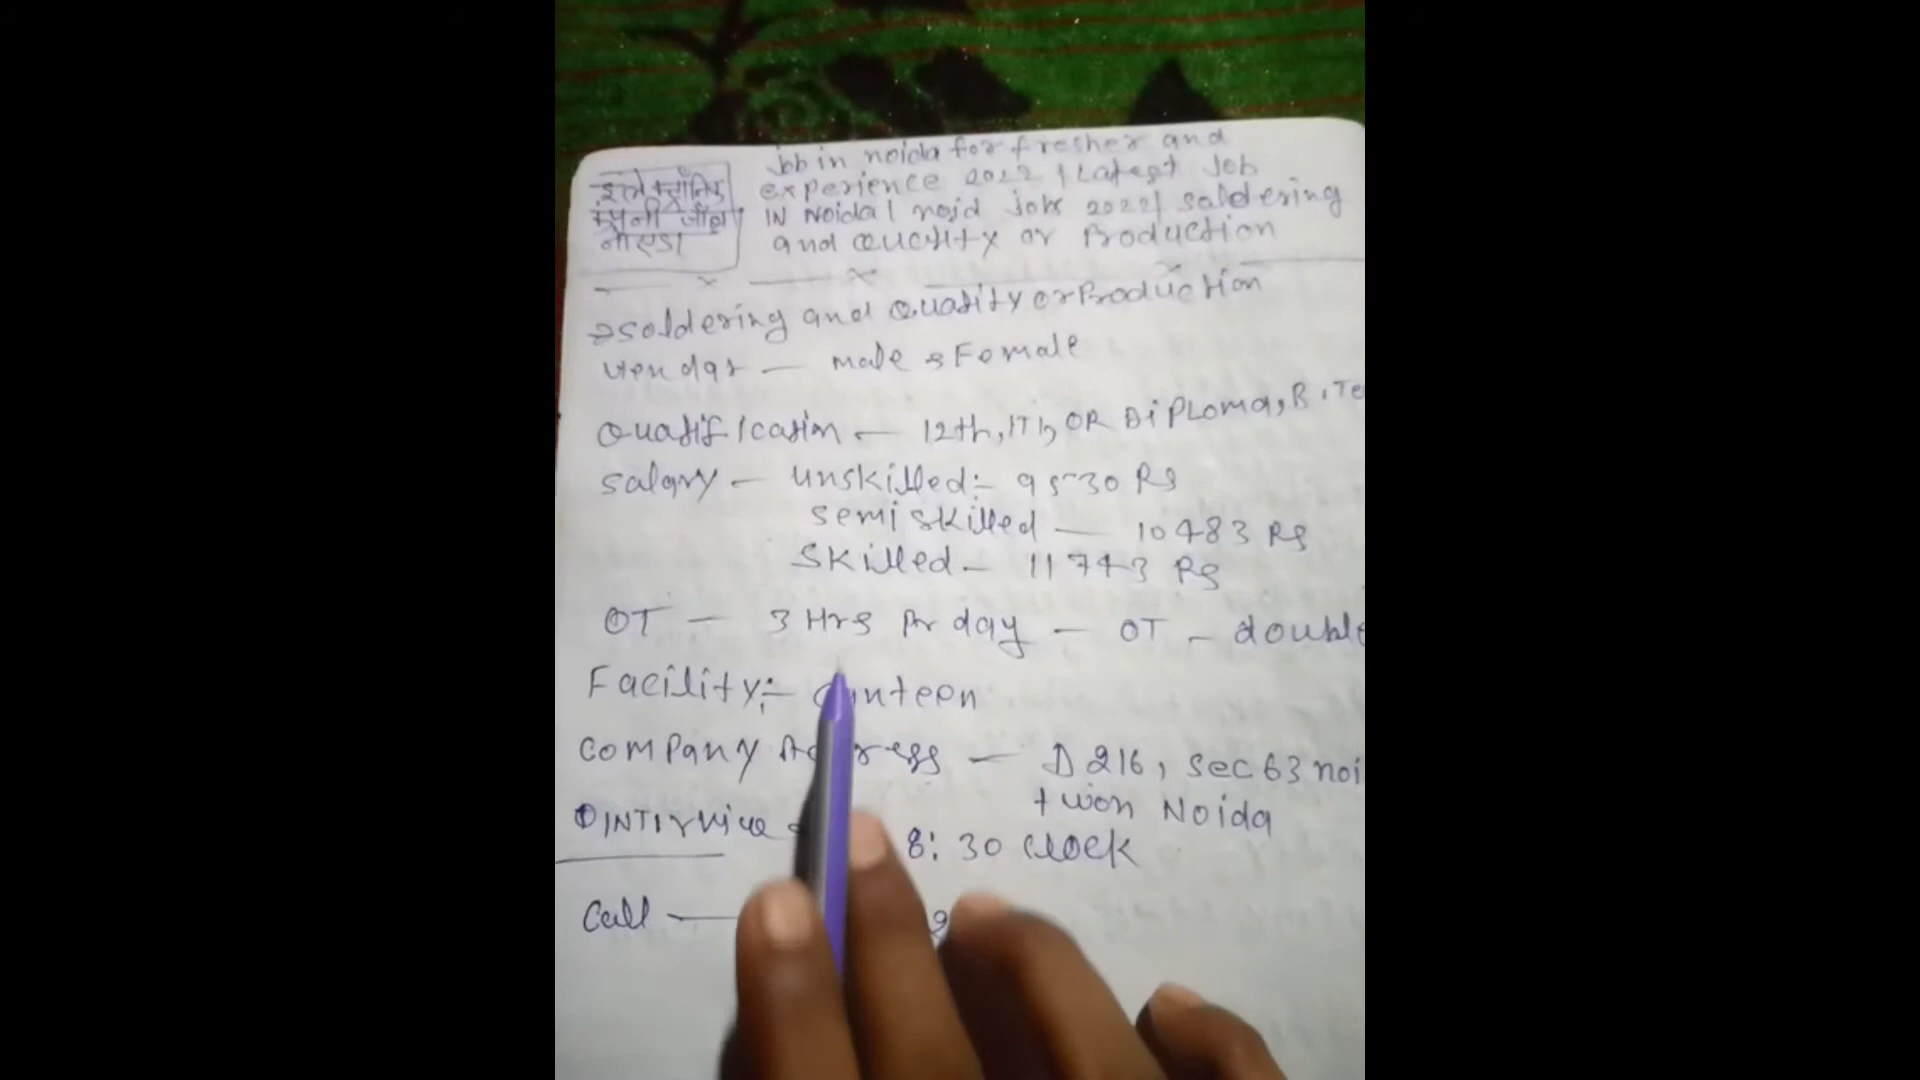 इलेक्ट्रॉनिक
कंपनी जॉब
नोएडा
Job in noida for fresher and
experience 2022 | Latest Job
IN Noida | noid jobs 2022 | soldering
and Quality or Production
→ soldering and Quality or Production
male & Female
Qualification — 12th, ITI, OR DiPLoma, B.Te
Salary — unskilled:- 9530 Rs
semi skilled — 10483 Rs
Skilled — 11743 Rs
OT — 3 Hrs Pr day — OT — double
Facility:- canteen
Company — D 216, sec 63 noi
Noida
8:30 Clock
Call —